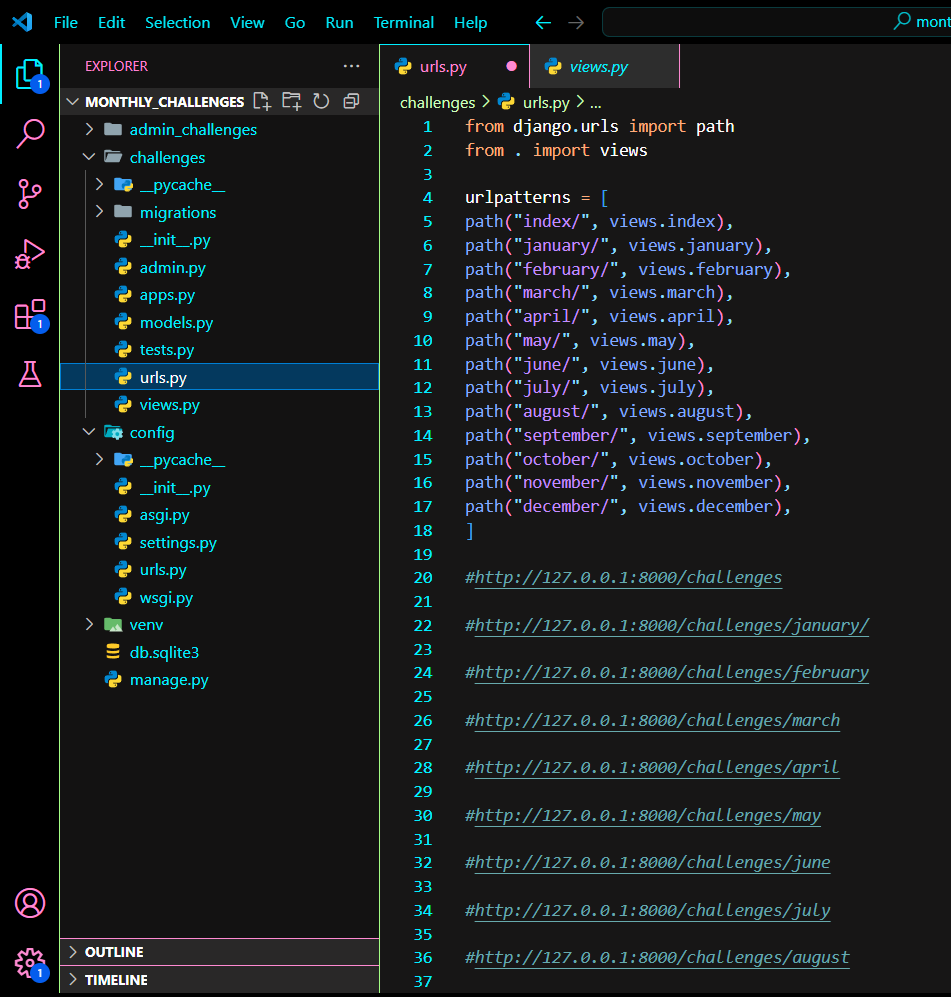 File Edit Selection View Go Run Terminal Help mont
EXPLORER
MONTHLY_CHALLENGES
admin_challenges
challenges
__pycache__
migrations
__init__.py
admin.py
apps.py
models.py
tests.py
urls.py
views.py
config
__pycache__
__init__.py
asgi.py
settings.py
urls.py
wsgi.py
venv
db.sqlite3
manage.py
OUTLINE
TIMELINE
1
1
1
urls.py views.py
challenges > urls.py > ...
1 from django.urls import path
2 from . import views
3
4 urlpatterns = [
5 path("index/", views.index),
6 path("january/", views.january),
7 path("february/", views.february),
8 path("march/", views.march),
9 path("april/", views.april),
10 path("may/", views.may),
11 path("june/", views.june),
12 path("july/", views.july),
13 path("august/", views.august),
14 path("september/", views.september),
15 path("october/", views.october),
16 path("november/", views.november),
17 path("december/", views.december),
18 ]
19
20 #http://127.0.0.1:8000/challenges
21
22 #http://127.0.0.1:8000/challenges/january/
23
24 #http://127.0.0.1:8000/challenges/february
25
26 #http://127.0.0.1:8000/challenges/march
27
28 #http://127.0.0.1:8000/challenges/april
29
30 #http://127.0.0.1:8000/challenges/may
31
32 #http://127.0.0.1:8000/challenges/june
33
34 #http://127.0.0.1:8000/challenges/july
35
36 #http://127.0.0.1:8000/challenges/august
37